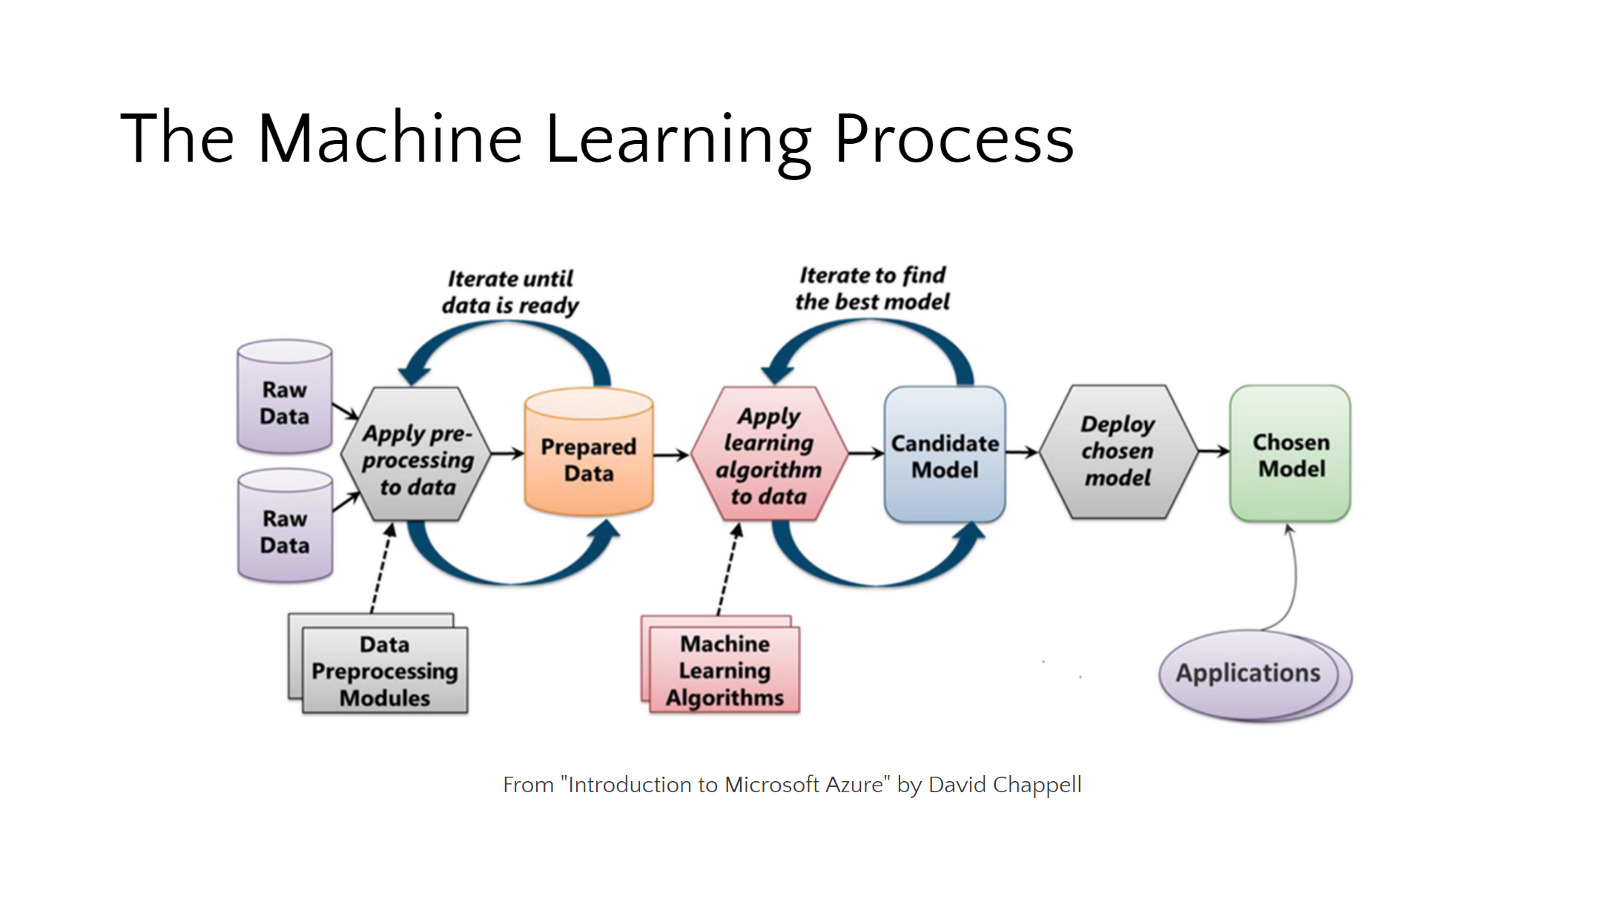 The Machine Learning Process
Iterate until
data is ready
Iterate to find
the best model
Raw
Data
Raw
Data
Apply pre-
processing
to data
Prepared
Data
Apply
learning
algorithm
to data
Candidate
Model
Deploy
chosen
model
Chosen
Model
Data
Preprocessing
Modules
Machine
Learning
Algorithms
Applications
From "Introduction to Microsoft Azure" by David Chappell